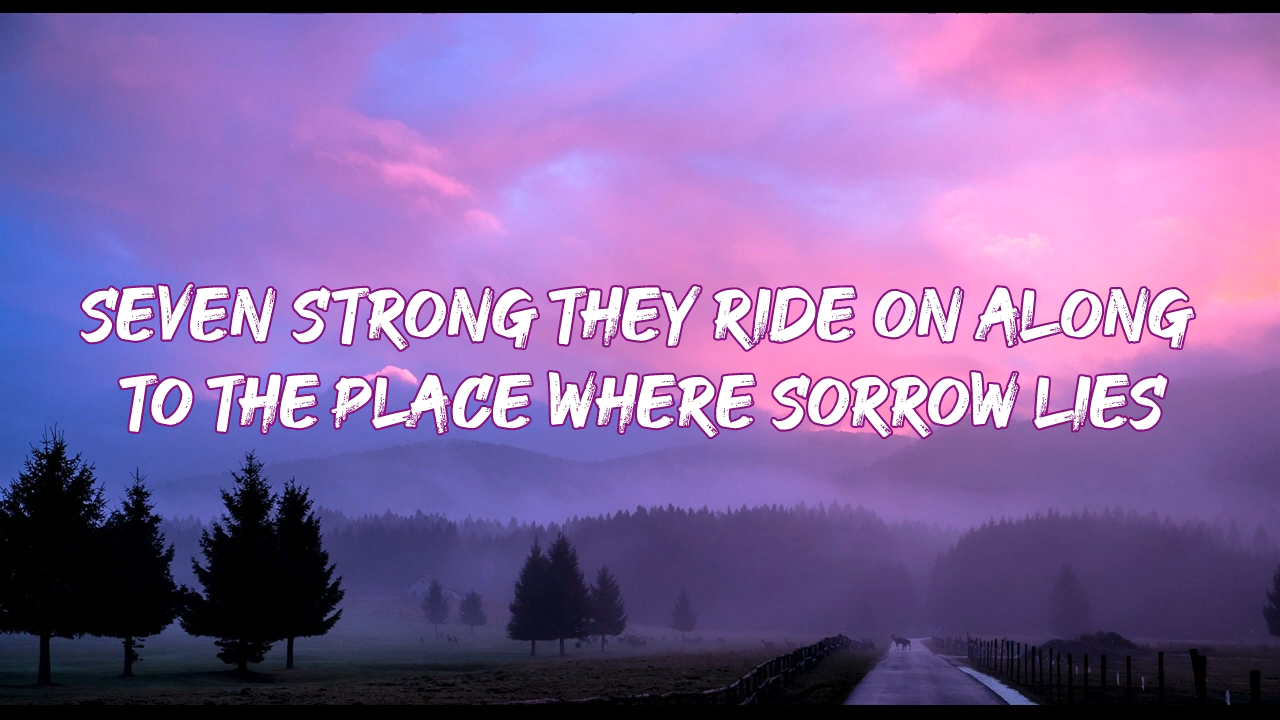 SEVEN STRONG THEY RIDE ON ALONG
TO THE PLACE WHERE SORROW LIES